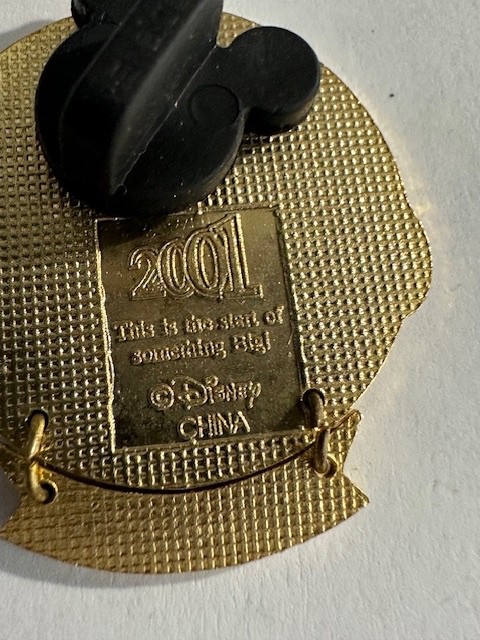 2001
This is the start of
something Big!
© Disney
CHINA